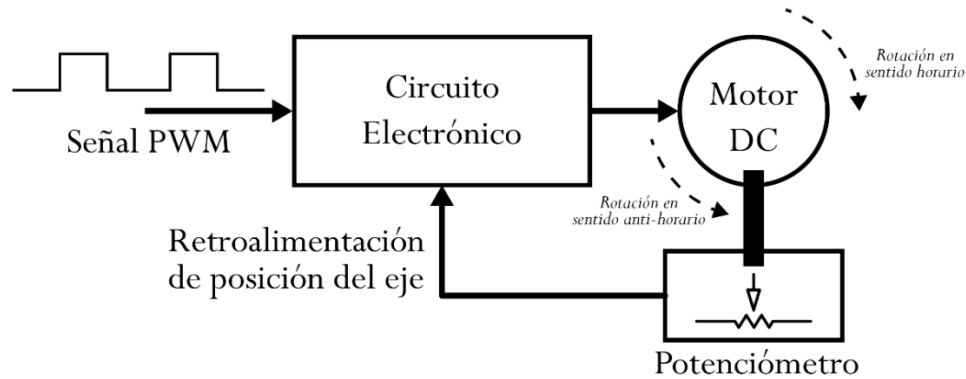 Señal PWM
Circuito
Electrónico
Motor
DC
Rotación en
sentido horario
Rotación en
sentido anti-horario
Retroalimentación
de posición del eje
Potenciómetro